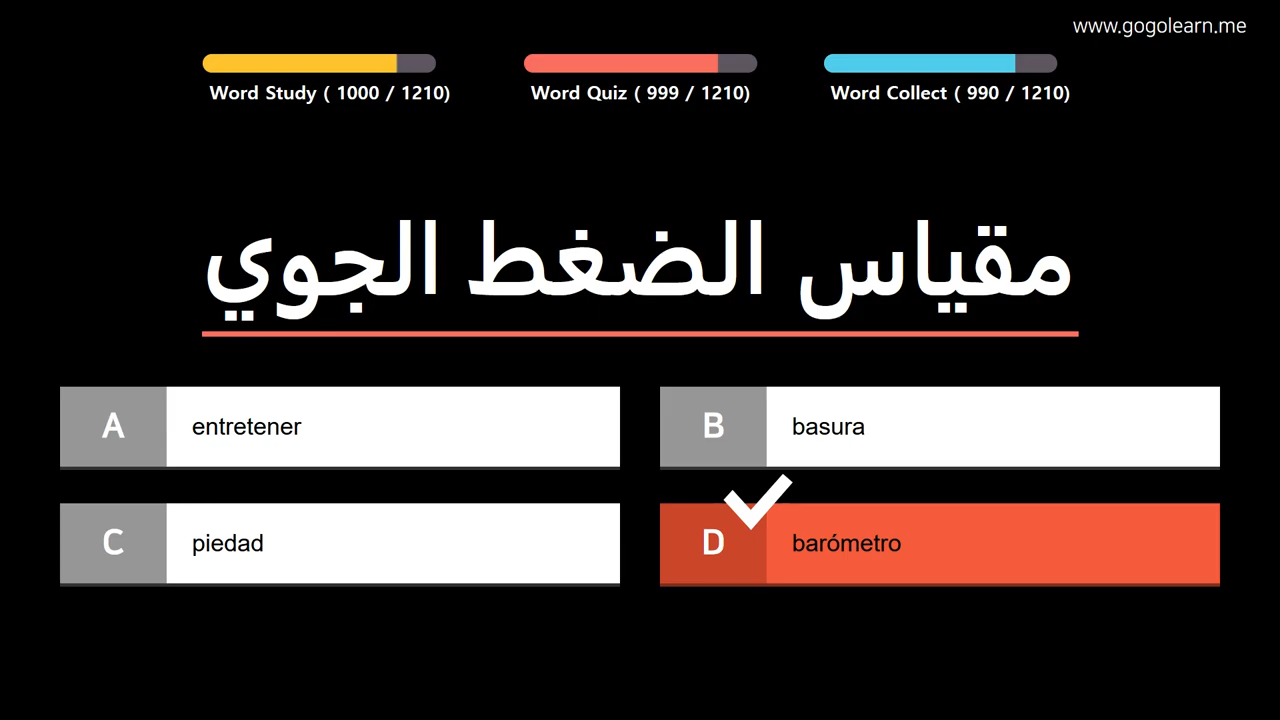 www.gogolearn.me
Word Study ( 1000 / 1210)
Word Quiz ( 999 / 1210)
Word Collect ( 990 / 1210)
مقياس الضغط الجوي
A entretener
B basura
C piedad
D barómetro